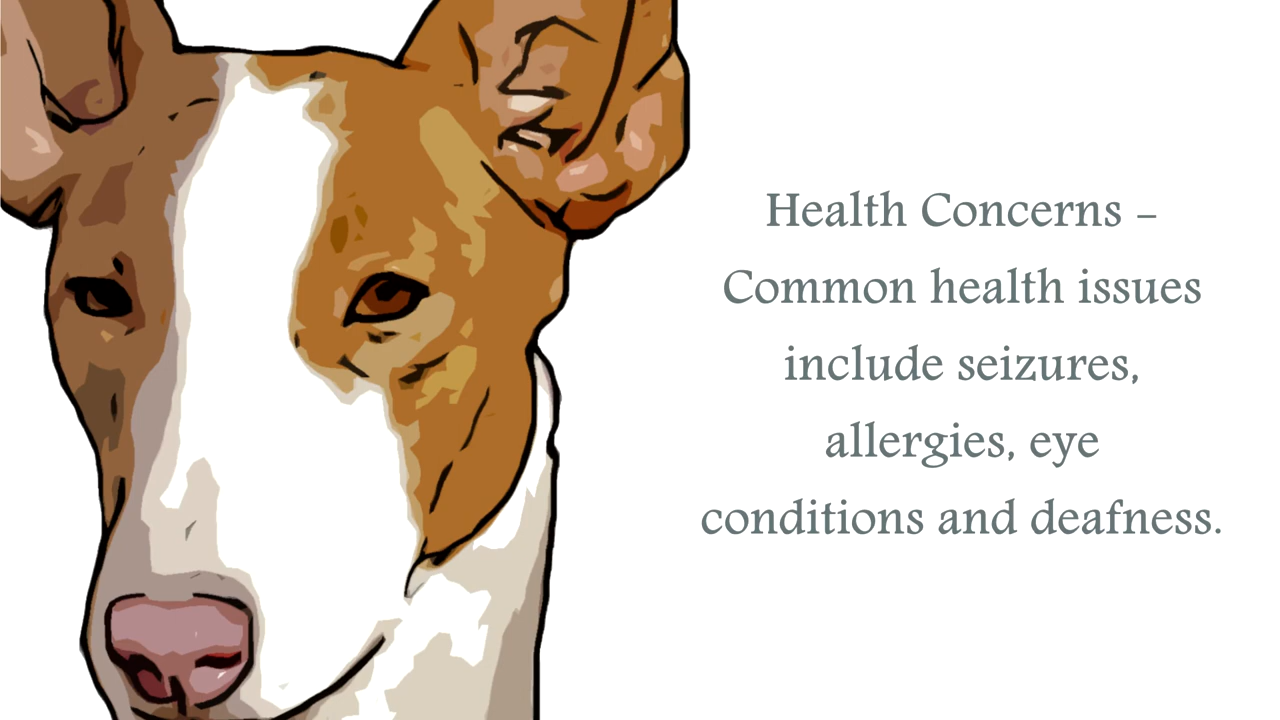 Health Concerns –
Common health issues
include seizures,
allergies, eye
conditions and deafness.